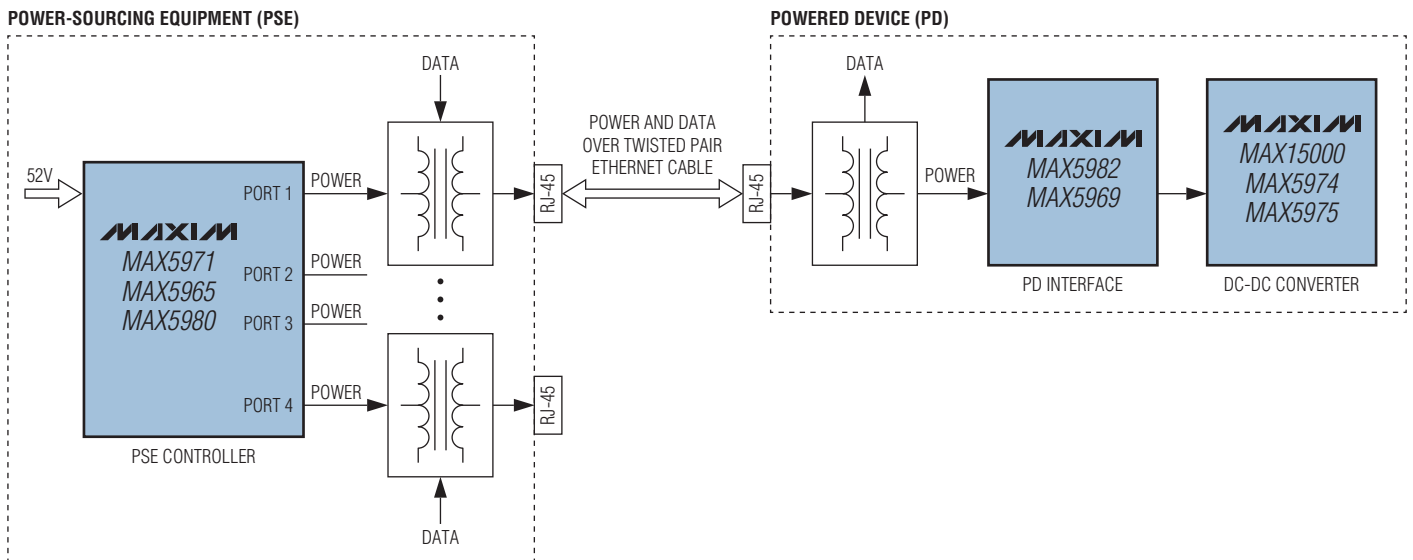 POWER-SOURCING EQUIPMENT (PSE)
52V
MAXIM
MAX5971
MAX5965
MAX5980
PORT 1
PORT 2
PORT 3
PORT 4
PSE CONTROLLER
POWER
POWER
POWER
POWER
DATA
DATA
RJ-45
RJ-45
POWER AND DATA
OVER TWISTED PAIR
ETHERNET CABLE
POWERED DEVICE (PD)
RJ-45
DATA
POWER
MAXIM
MAX5982
MAX5969
PD INTERFACE
MAXIM
MAX15000
MAX5974
MAX5975
DC-DC CONVERTER